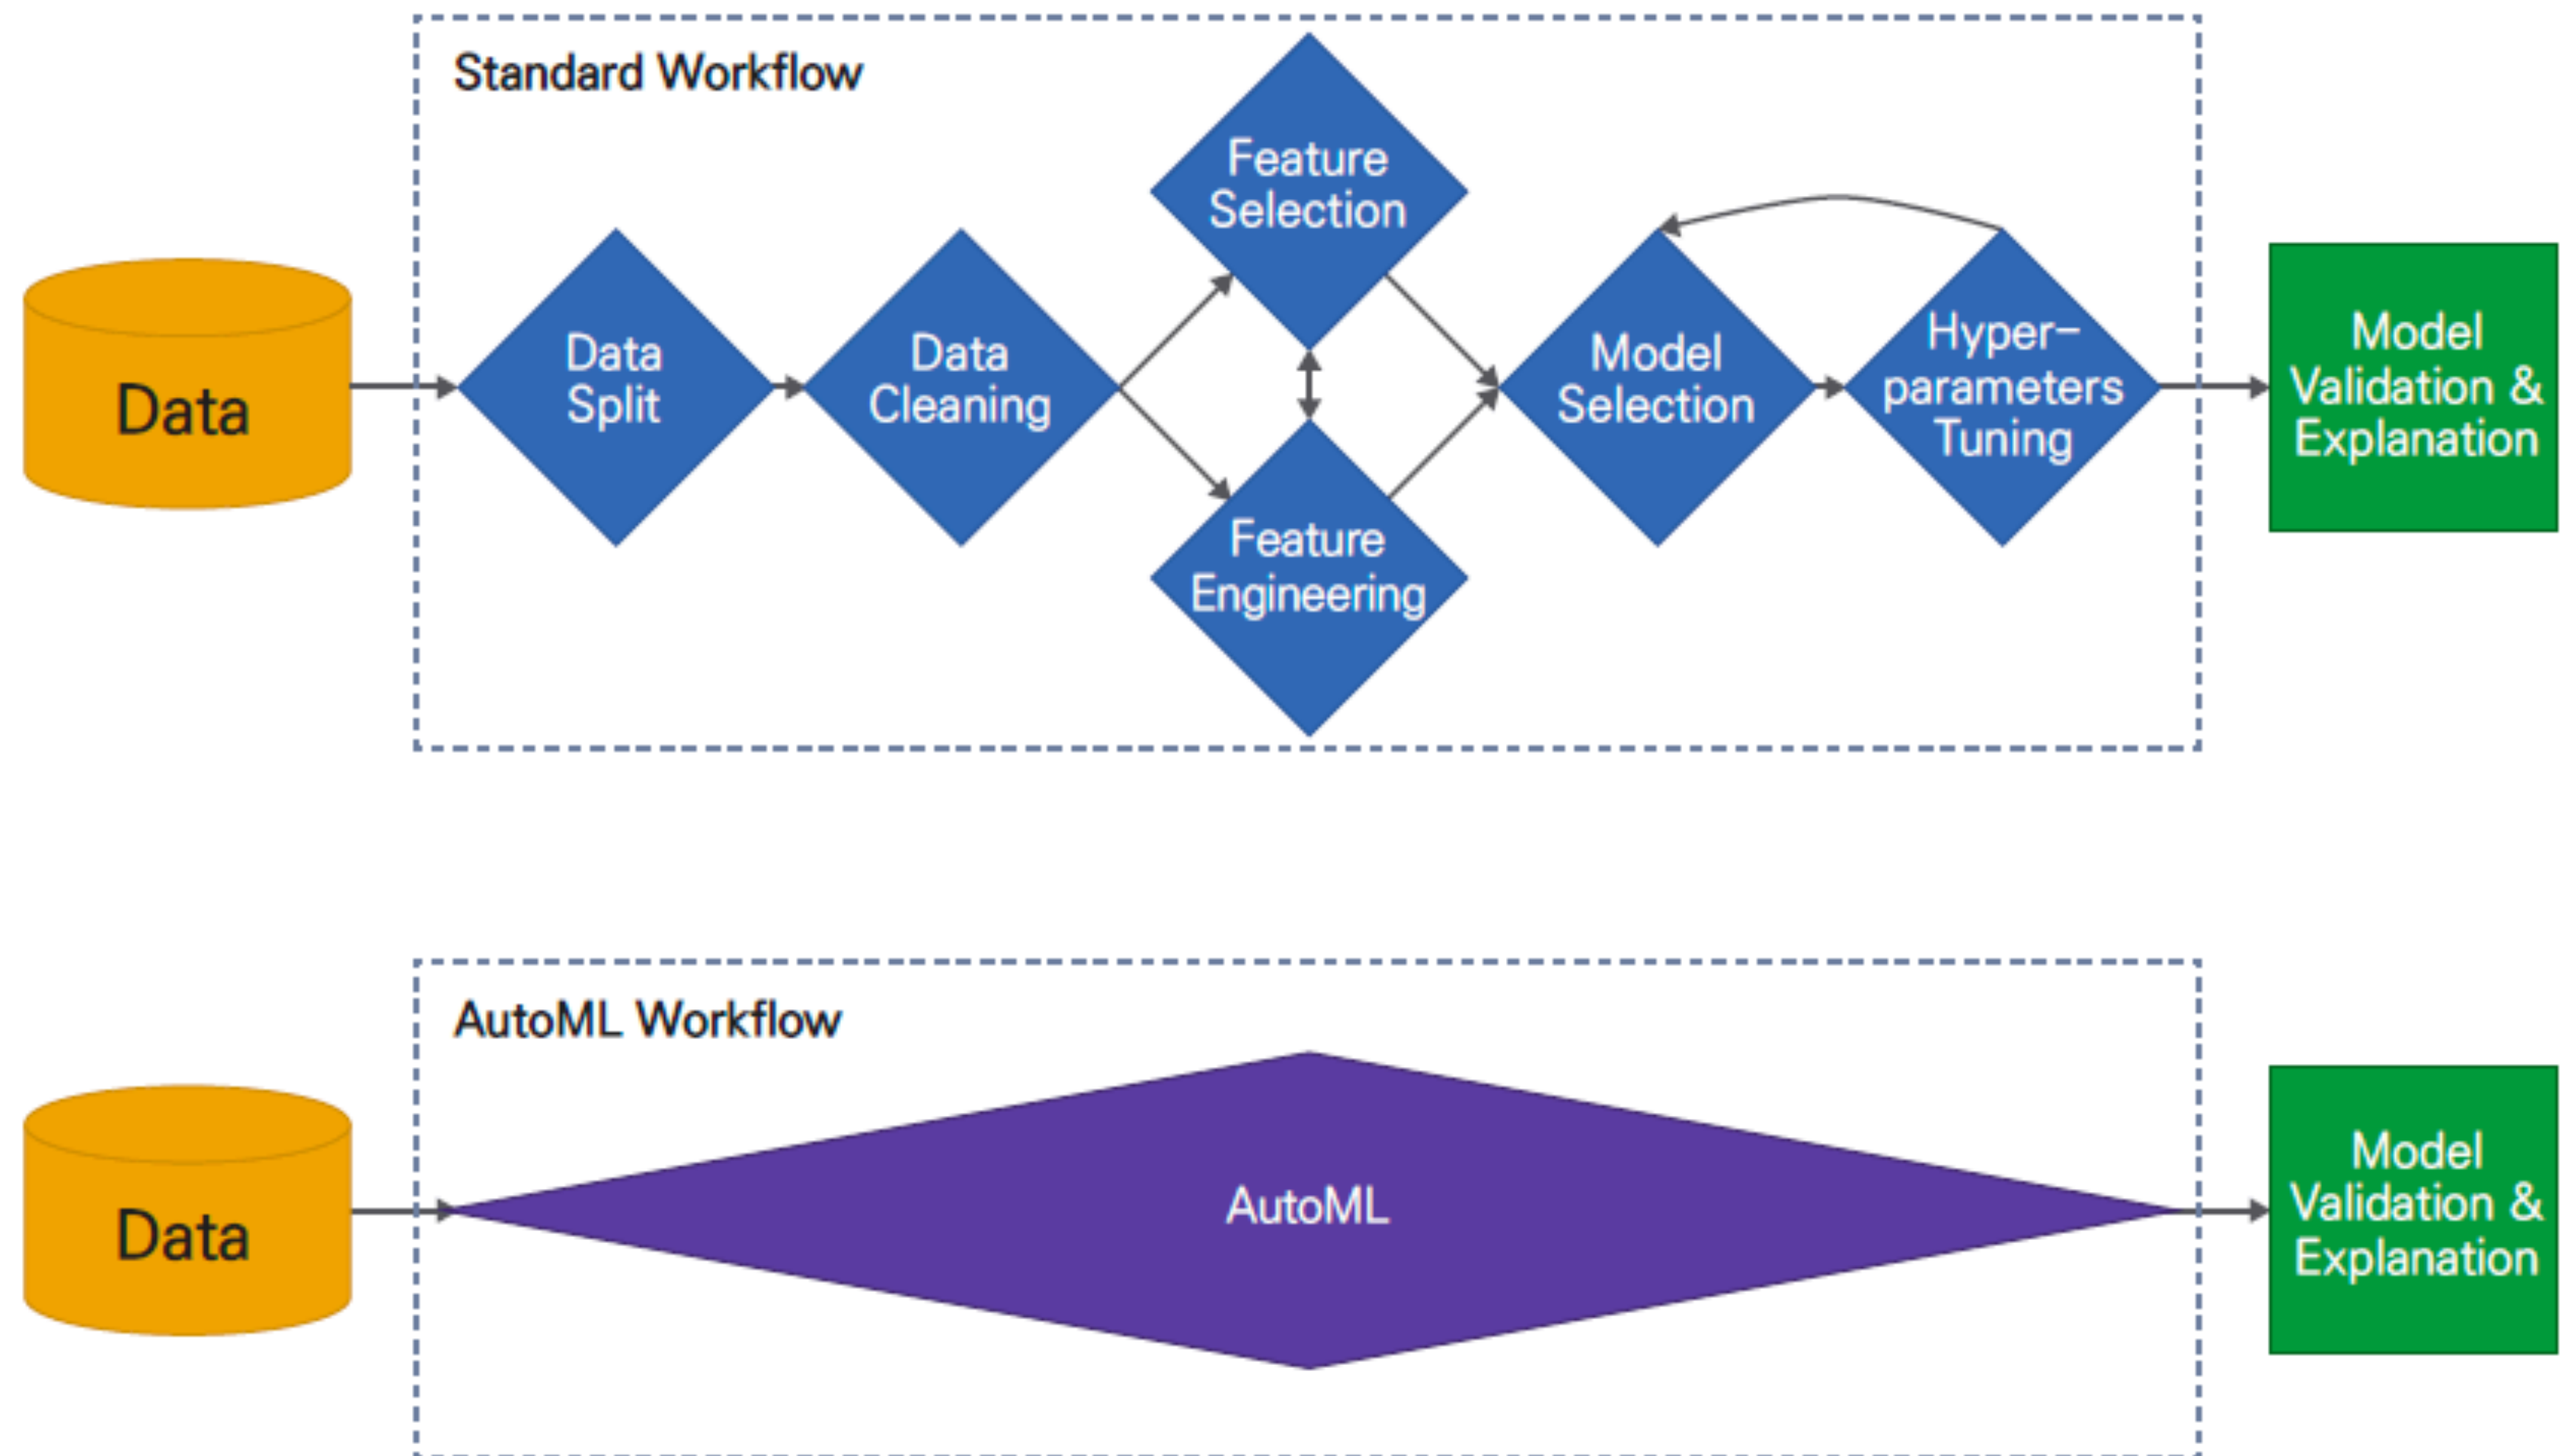 Standard Workflow
Data
Data
Split
Data
Cleaning
Feature
Selection
Feature
Engineering
Model
Selection
Hyper–
parameters
Tuning
Model
Validation &
Explanation
AutoML Workflow
Data
AutoML
Model
Validation &
Explanation